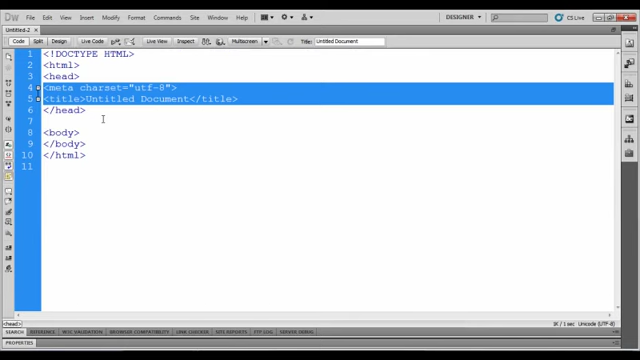 Dw File Edit View Insert Modify Format Commands Site Window Help DESIGNER CS Live
Untitled-2
Code Split Design Live Code Live View Inspect Multiscreen Title: Untitled Document
1 <!DOCTYPE HTML>
2 <html>
3 <head>
4 <meta charset="utf-8">
5 <title>Untitled Document</title>
6 </head>
7
8 <body>
9 </body>
10 </html>
11
<head> 1K / 1 sec Unicode (UTF-8)
SEARCH REFERENCE W3C VALIDATION BROWSER COMPATIBILITY LINK CHECKER SITE REPORTS FTP LOG SERVER DEBUG
PROPERTIES